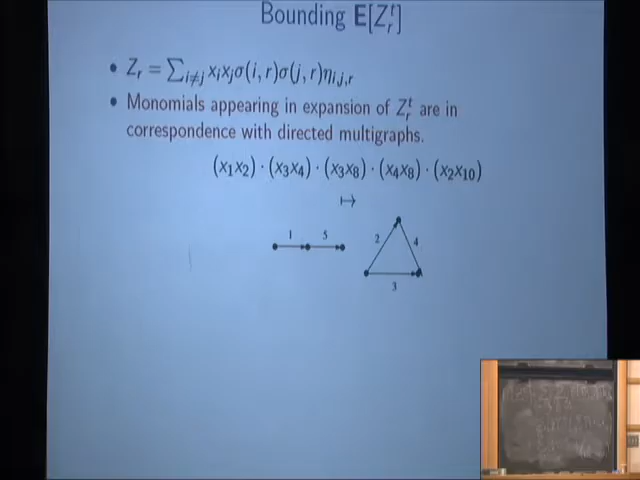 Bounding E[Z_r^t]
• Z_r = ∑_{i≠j} x_i x_j σ(i, r)σ(j, r)η_{i,j,r}
• Monomials appearing in expansion of Z_r^t are in
correspondence with directed multigraphs.
(x_1x_2) · (x_3x_4) · (x_3x_8) · (x_4x_8) · (x_2x_10)
↦
1 5
2 4
3